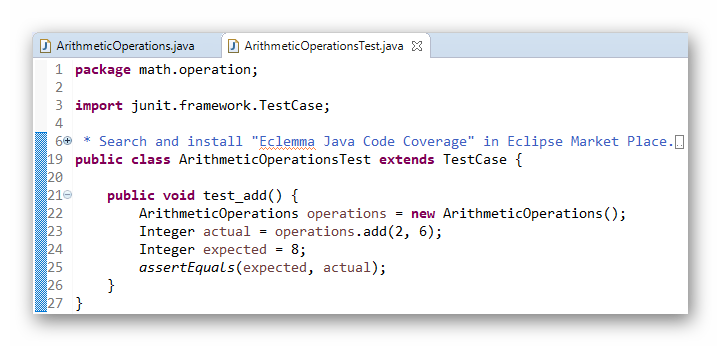 ArithmeticOperations.java ArithmeticOperationsTest.java
1 package math.operation;
2
3 import junit.framework.TestCase;
4
6 * Search and install "Eclemma Java Code Coverage" in Eclipse Market Place.
19 public class ArithmeticOperationsTest extends TestCase {
20
21 public void test_add() {
22 ArithmeticOperations operations = new ArithmeticOperations();
23 Integer actual = operations.add(2, 6);
24 Integer expected = 8;
25 assertEquals(expected, actual);
26 }
27 }